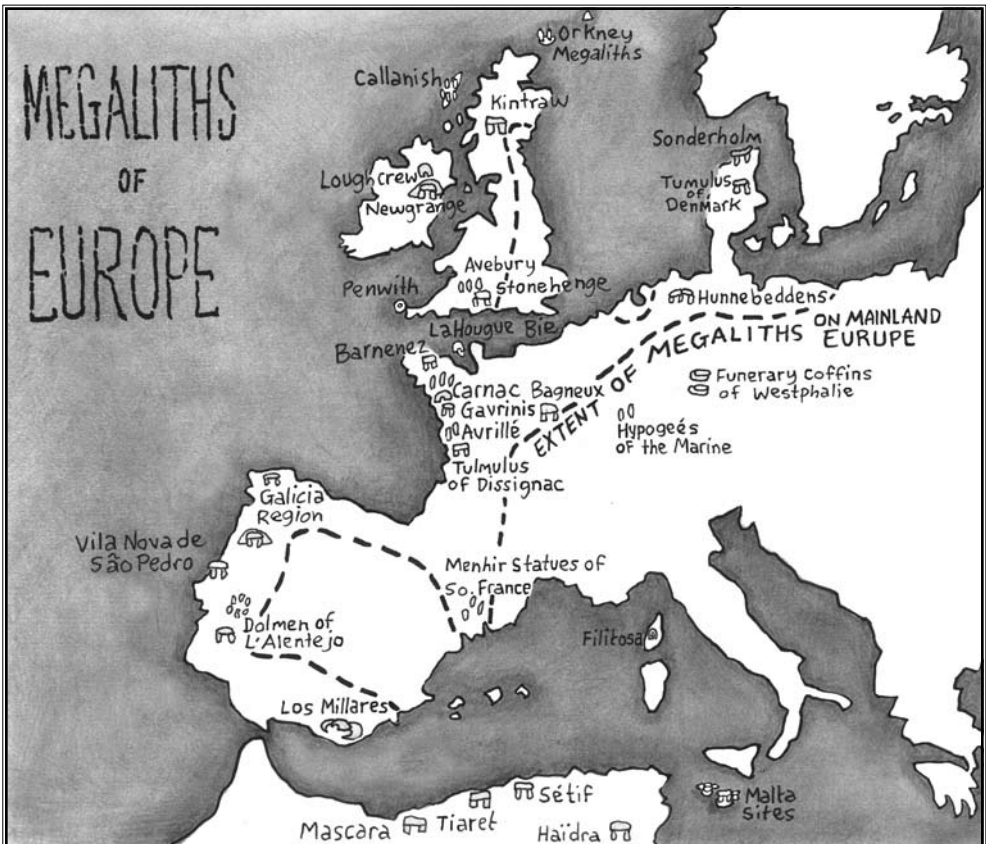 MEGALITHS
OF
EUROPE
Orkney
Megaliths
Callanish
Kintraw
Loughcrew
Newgrange
Sonderholm
Tumulus
of
Denmark
Avebury
Stonehenge
Penwith
Hunnebeddens
LaHougue Bie
Barnenez
EXTENT OF MEGALITHS ON MAINLAND
EURUPE
Carnac Bagneux
Gavrinis
Avrillé
Tulmulus
of Dissignac
Funerary Coffins
of Westphalie
Hypogeés
of the Marine
Galicia
Region
Vila Nova de
São Pedro
Menhir Statues of
So. France
Dolmen of
L'Alentejo
Filitosa
Los Millares
Sétif
Mascara
Tiaret
Haïdra
Malta
Sites